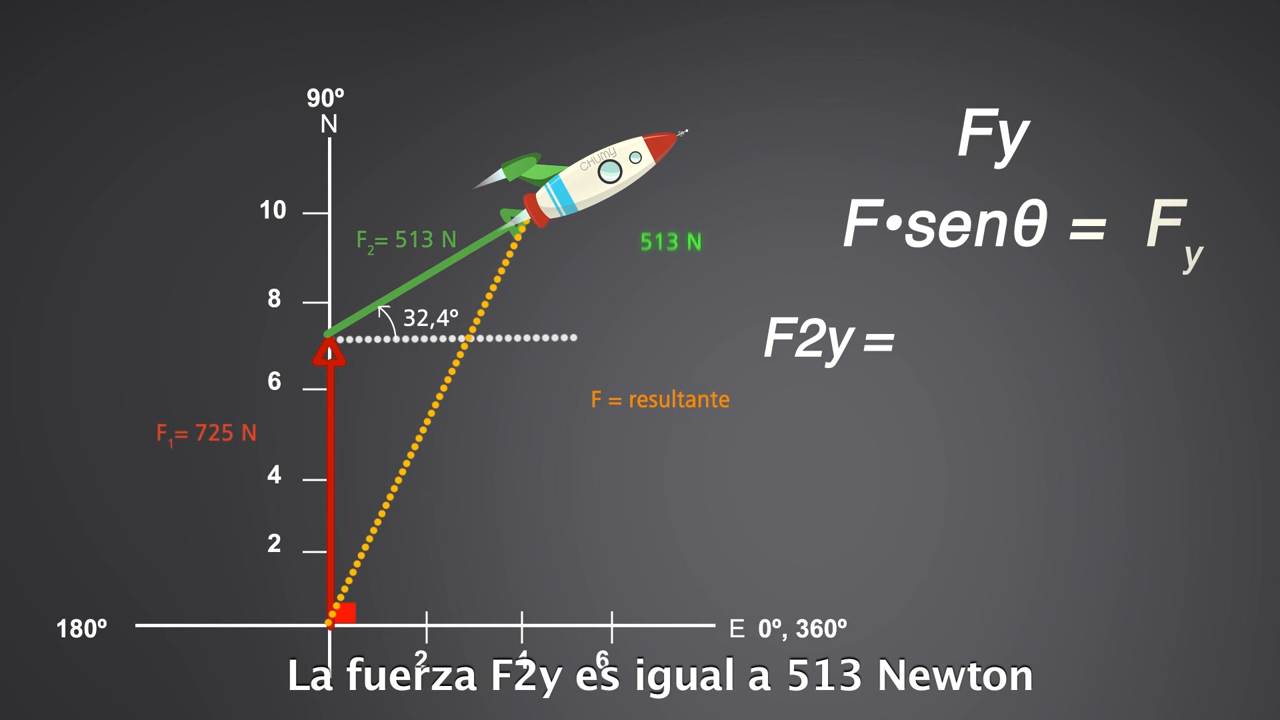 90º
N
Fy
CHUMY
F•senθ = Fy
10
F2= 513 N
513 N
8
32,4º
F2y =
6
F = resultante
F1= 725 N
4
2
180º
E 0º, 360º
2 4 6
La fuerza F2y es igual a 513 Newton